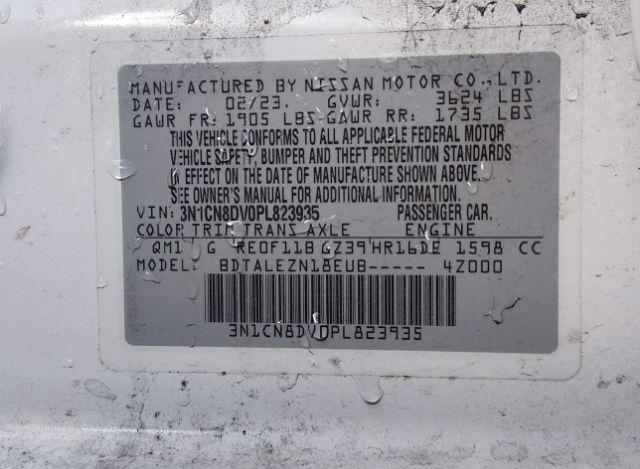 MANUFACTURED BY NISSAN MOTOR CO.,LTD.
DATE: 02/23. GVWR: 3624 LBS
GAWR FR: 1905 LBS GAWR RR: 1735 LBS
THIS VEHICLE CONFORMS TO ALL APPLICABLE FEDERAL MOTOR
VEHICLE SAFETY, BUMPER AND THEFT PREVENTION STANDARDS
IN EFFECT ON THE DATE OF MANUFACTURE SHOWN ABOVE.
SEE OWNER'S MANUAL FOR ADDITIONAL INFORMATION.
VIN: 3N1CN8DV0PL823935 PASSENGER CAR.
COLOR TRIM TRANS AXLE ENGINE
QM1 G RE0F11B GZ39 HR16DE 1598 CC
MODEL: BDTALEZN18EUB----- 4Z000
3N1CN8DV0PL823935